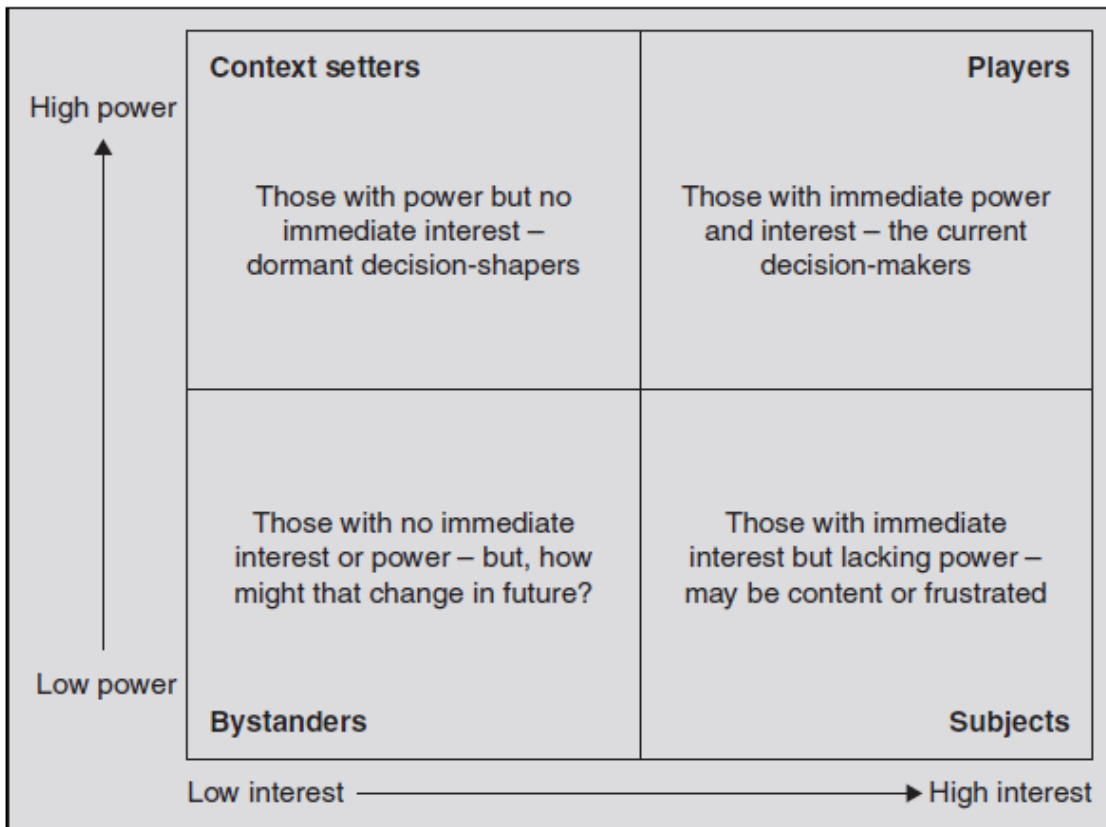 Context setters
Players
High power
Those with power but no
immediate interest –
dormant decision-shapers
Those with immediate power
and interest – the current
decision-makers
Those with no immediate
interest or power – but, how
might that change in future?
Those with immediate
interest but lacking power –
may be content or frustrated
Low power
Bystanders
Subjects
Low interest
High interest